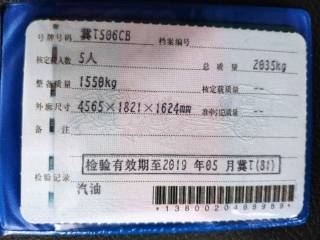 号牌号码 冀T506CB 档案编号
核定载人数 5人 总质量 2035kg
整备质量 1550kg 核定载质量 --
外廓尺寸 4565×1821×1624mm 准牵引总质量 --
备注
检验有效期至2019年05月冀T(B1)
检验记录
汽油
*1380020489989*